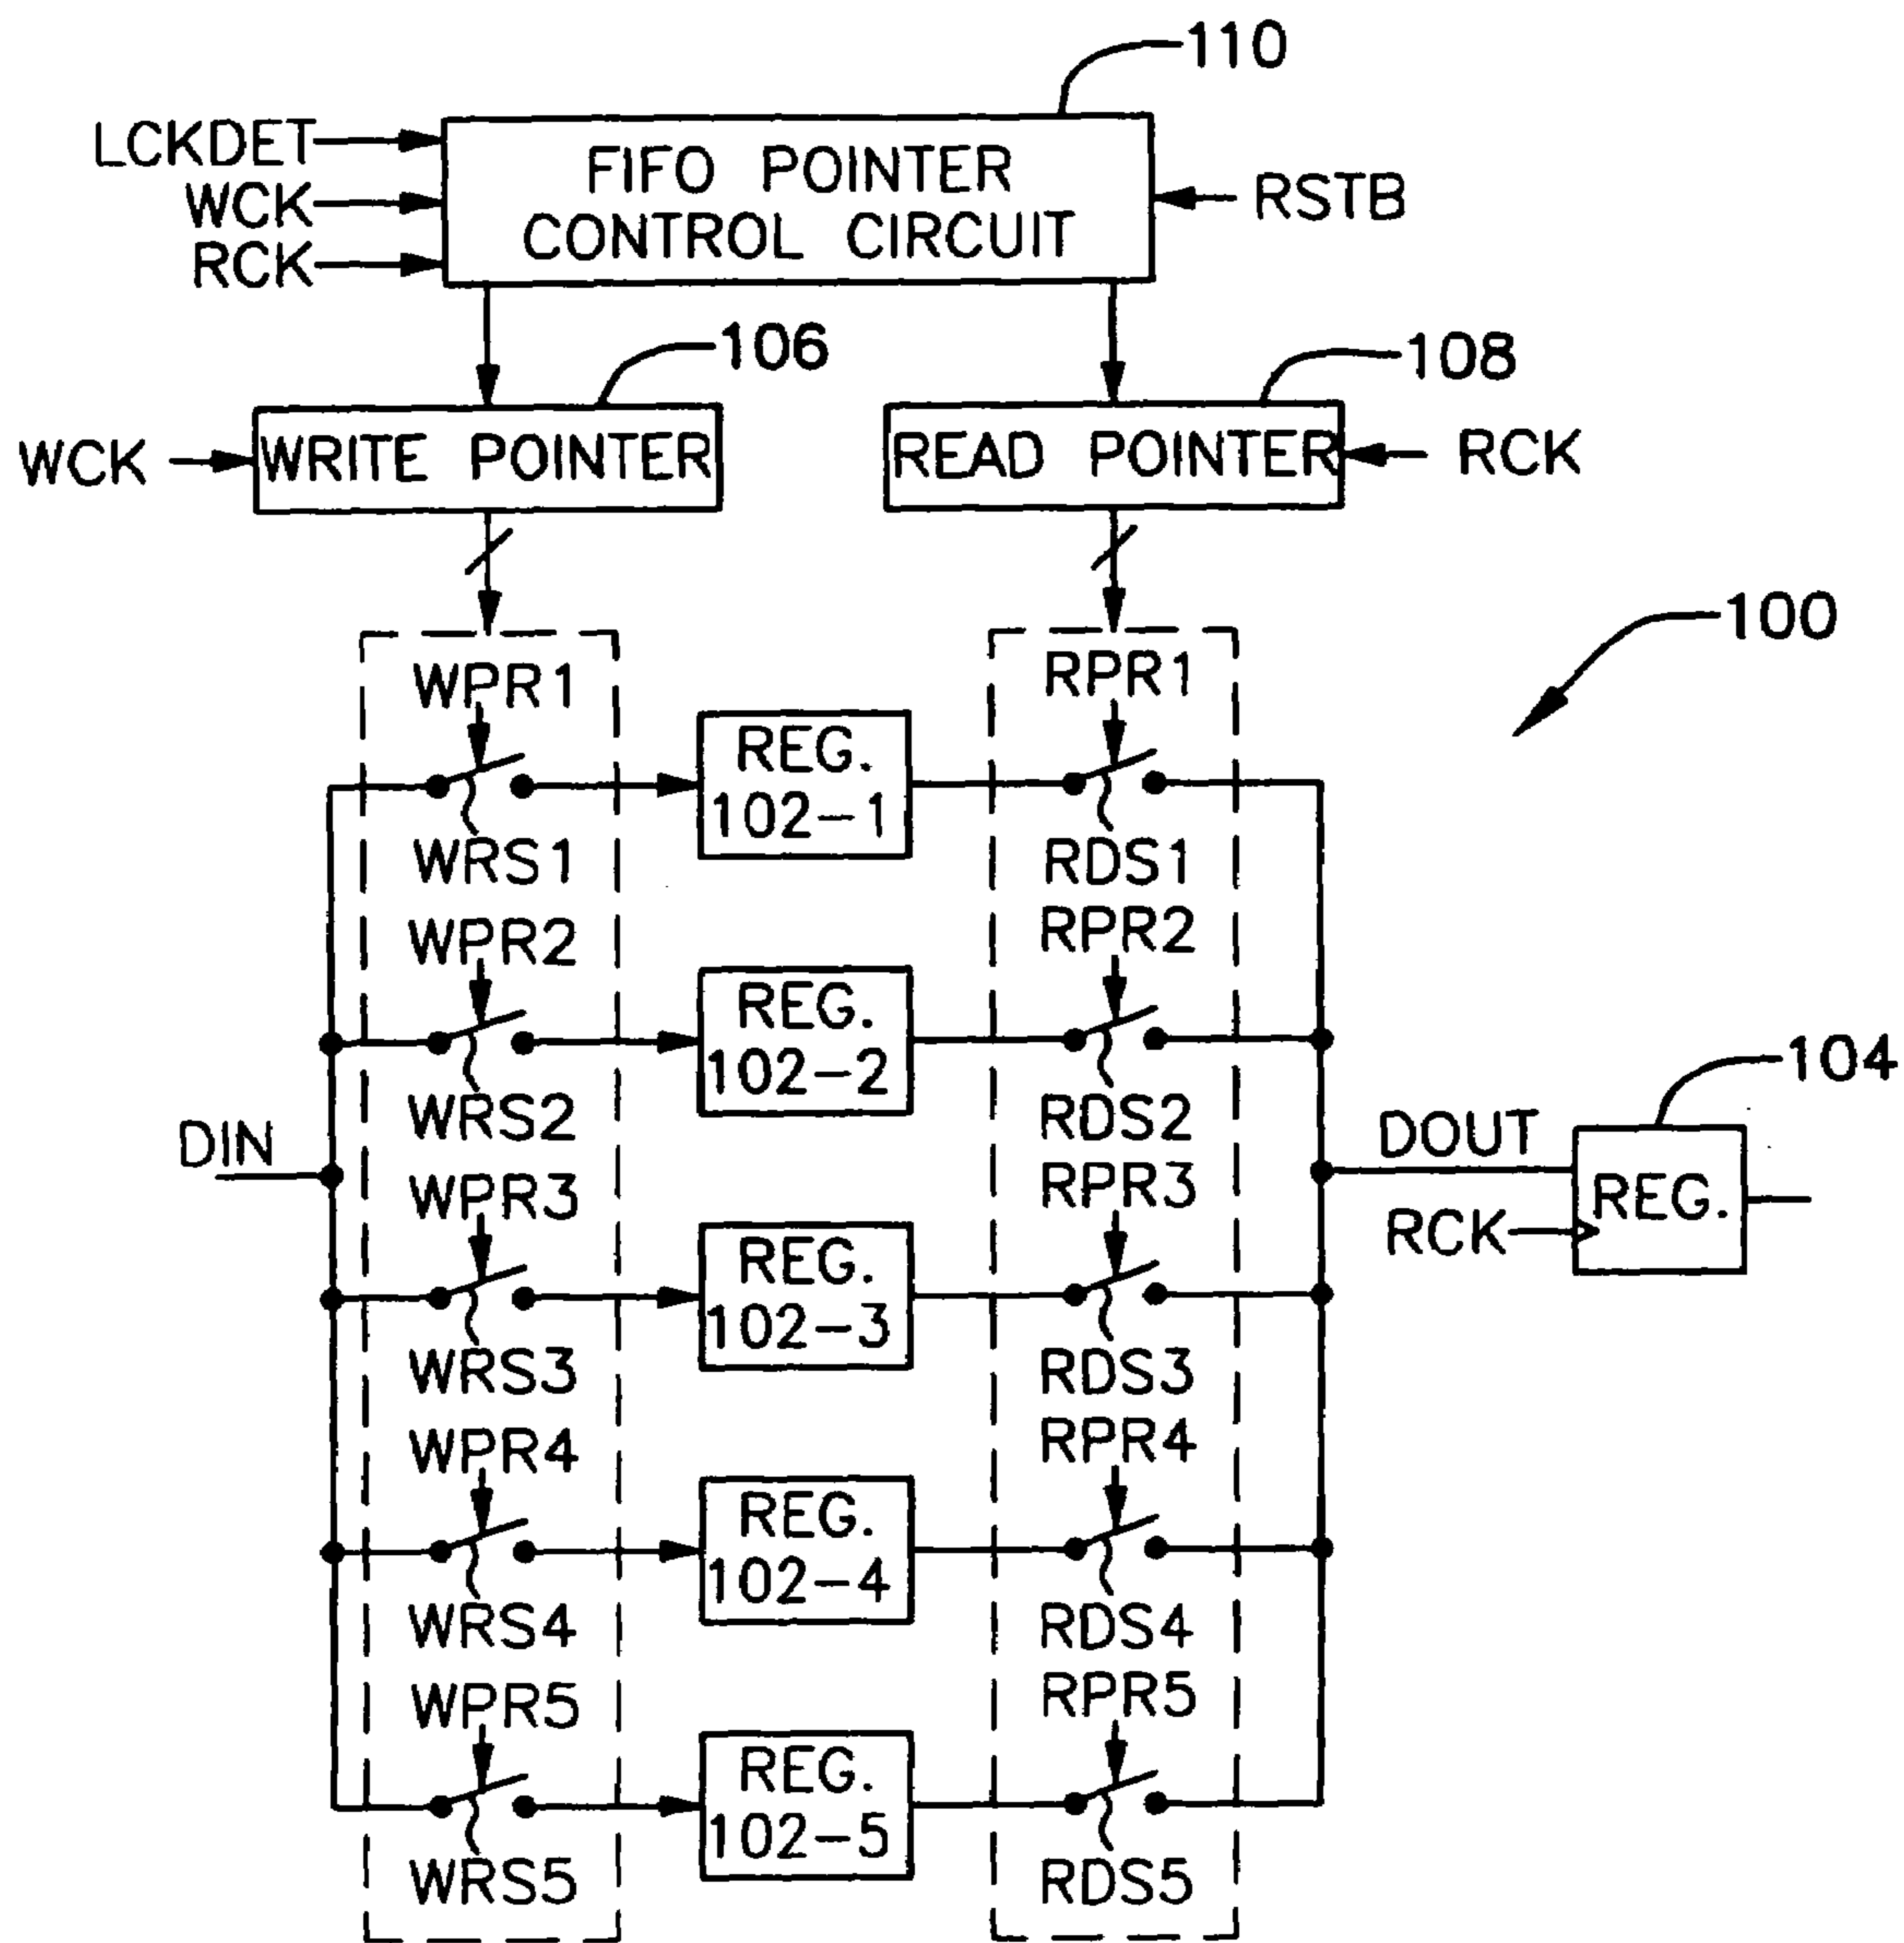 110
LCKDET
WCK
RCK
FIFO POINTER
CONTROL CIRCUIT
RSTB
106
108
WCK
WRITE POINTER
READ POINTER
RCK
100
WPR1
RPR1
REG.
102-1
WRS1
RDS1
WPR2
RPR2
REG.
102-2
WRS2
RDS2
104
DIN
DOUT
WPR3
RPR3
REG.
RCK
REG.
102-3
WRS3
RDS3
WPR4
RPR4
REG.
102-4
WRS4
RDS4
WPR5
RPR5
REG.
102-5
WRS5
RDS5